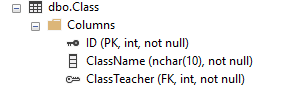 dbo.Class
Columns
ID (PK, int, not null)
ClassName (nchar(10), not null)
ClassTeacher (FK, int, not null)